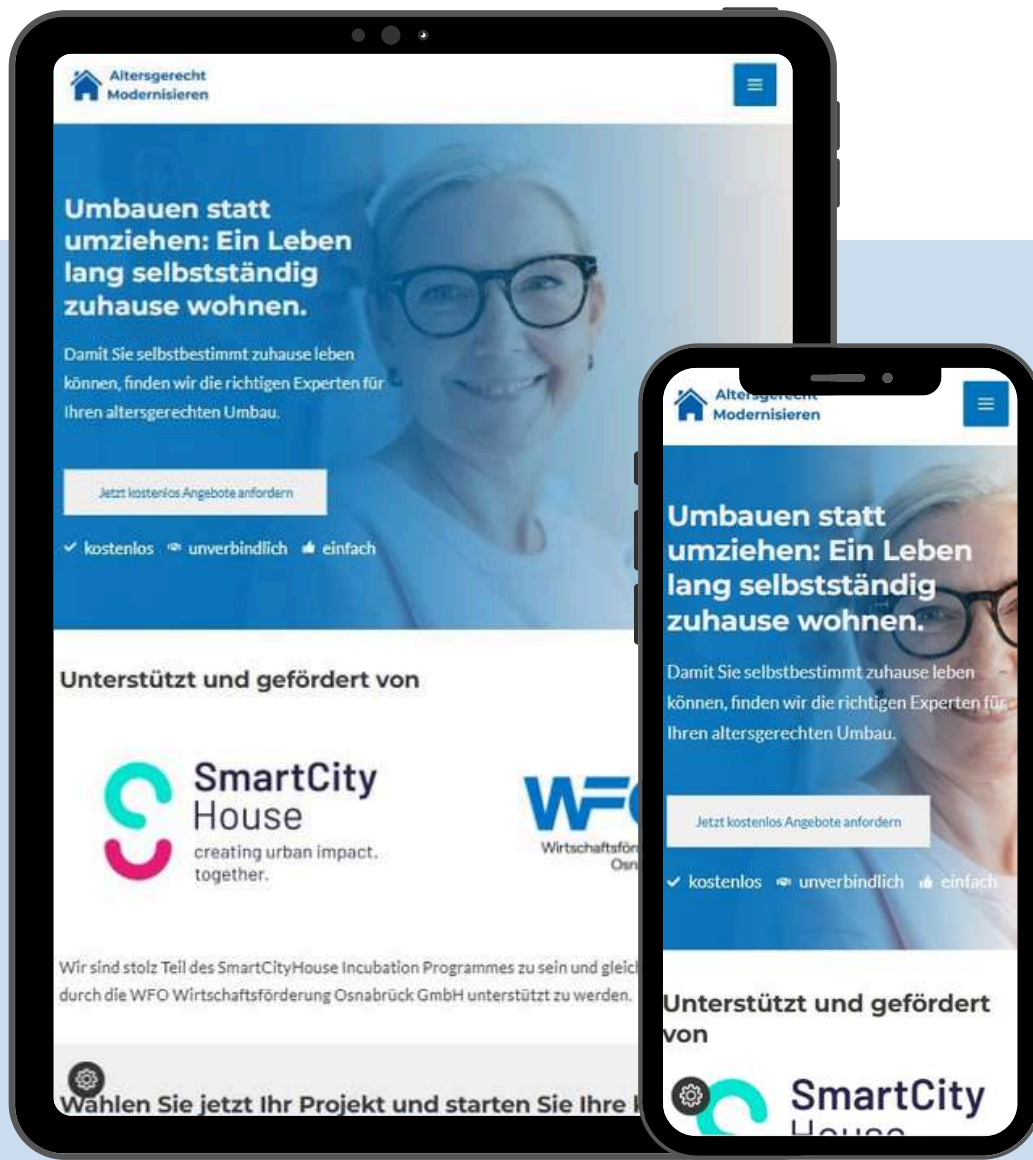 Altersgerecht
Modernisieren
Umbauen statt
umziehen: Ein Leben
lang selbstständig
zuhause wohnen.
Damit Sie selbstbestimmt zuhause leben
können, finden wir die richtigen Experten für
Ihren altersgerechten Umbau.
Jetzt kostenlos Angebote anfordern
kostenlos unverbindlich einfach
Unterstützt und gefördert von
SmartCity
House
creating urban impact.
together.
WFO
Wir sind stolz Teil des SmartCityHouse Incubation Programmes zu sein und gleich
durch die WFO Wirtschaftsförderung Osnabrück GmbH unterstützt zu werden.
Wählen Sie jetzt Ihr Projekt und starten Sie Ihre
Altersgerecht
Modernisieren
Umbauen statt
umziehen: Ein Leben
lang selbstständig
zuhause wohnen.
Damit Sie selbstbestimmt zuhause leben
können, finden wir die richtigen Experten für
Ihren altersgerechten Umbau.
Jetzt kostenlos Angebote anfordern
kostenlos unverbindlich einfach
Unterstützt und gefördert
von
SmartCity
House